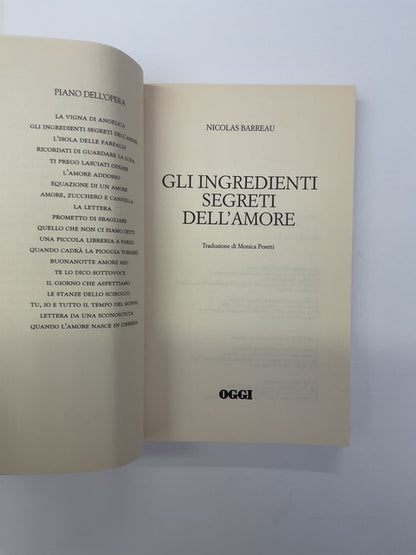 PIANO DELL'OPERA
LA VIGNA DI ANGELICA
GLI INGREDIENTI SEGRETI DELL'AMORE
L'ISOLA DELLE FARFALLE
RICORDATI DI GUARDARE LA LUNA
TI PREGO LASCIATI ODIARE
L'AMORE ADDOSSO
EQUAZIONE DI UN AMORE
AMORE, ZUCCHERO E CANNELLA
LA LETTERA
PROMETTO DI SBAGLIARE
QUELLO CHE NON CI SIAMO DETTI
UNA PICCOLA LIBRERIA A PARIGI
QUANDO CADRÀ LA PIOGGIA TORNERÒ
BUONANOTTE AMORE MIO
TE LO DICO SOTTOVOCE
IL GIORNO CHE ASPETTIAMO
LE STANZE DELLO SCIROCCO
TU, IO E TUTTO IL TEMPO DEL MONDO
LETTERA DA UNA SCONOSCIUTA
QUANDO L'AMORE NASCE IN LIBRERIA
NICOLAS BARREAU
GLI INGREDIENTI
SEGRETI
DELL'AMORE
Traduzione di Monica Pesetti
OGGI